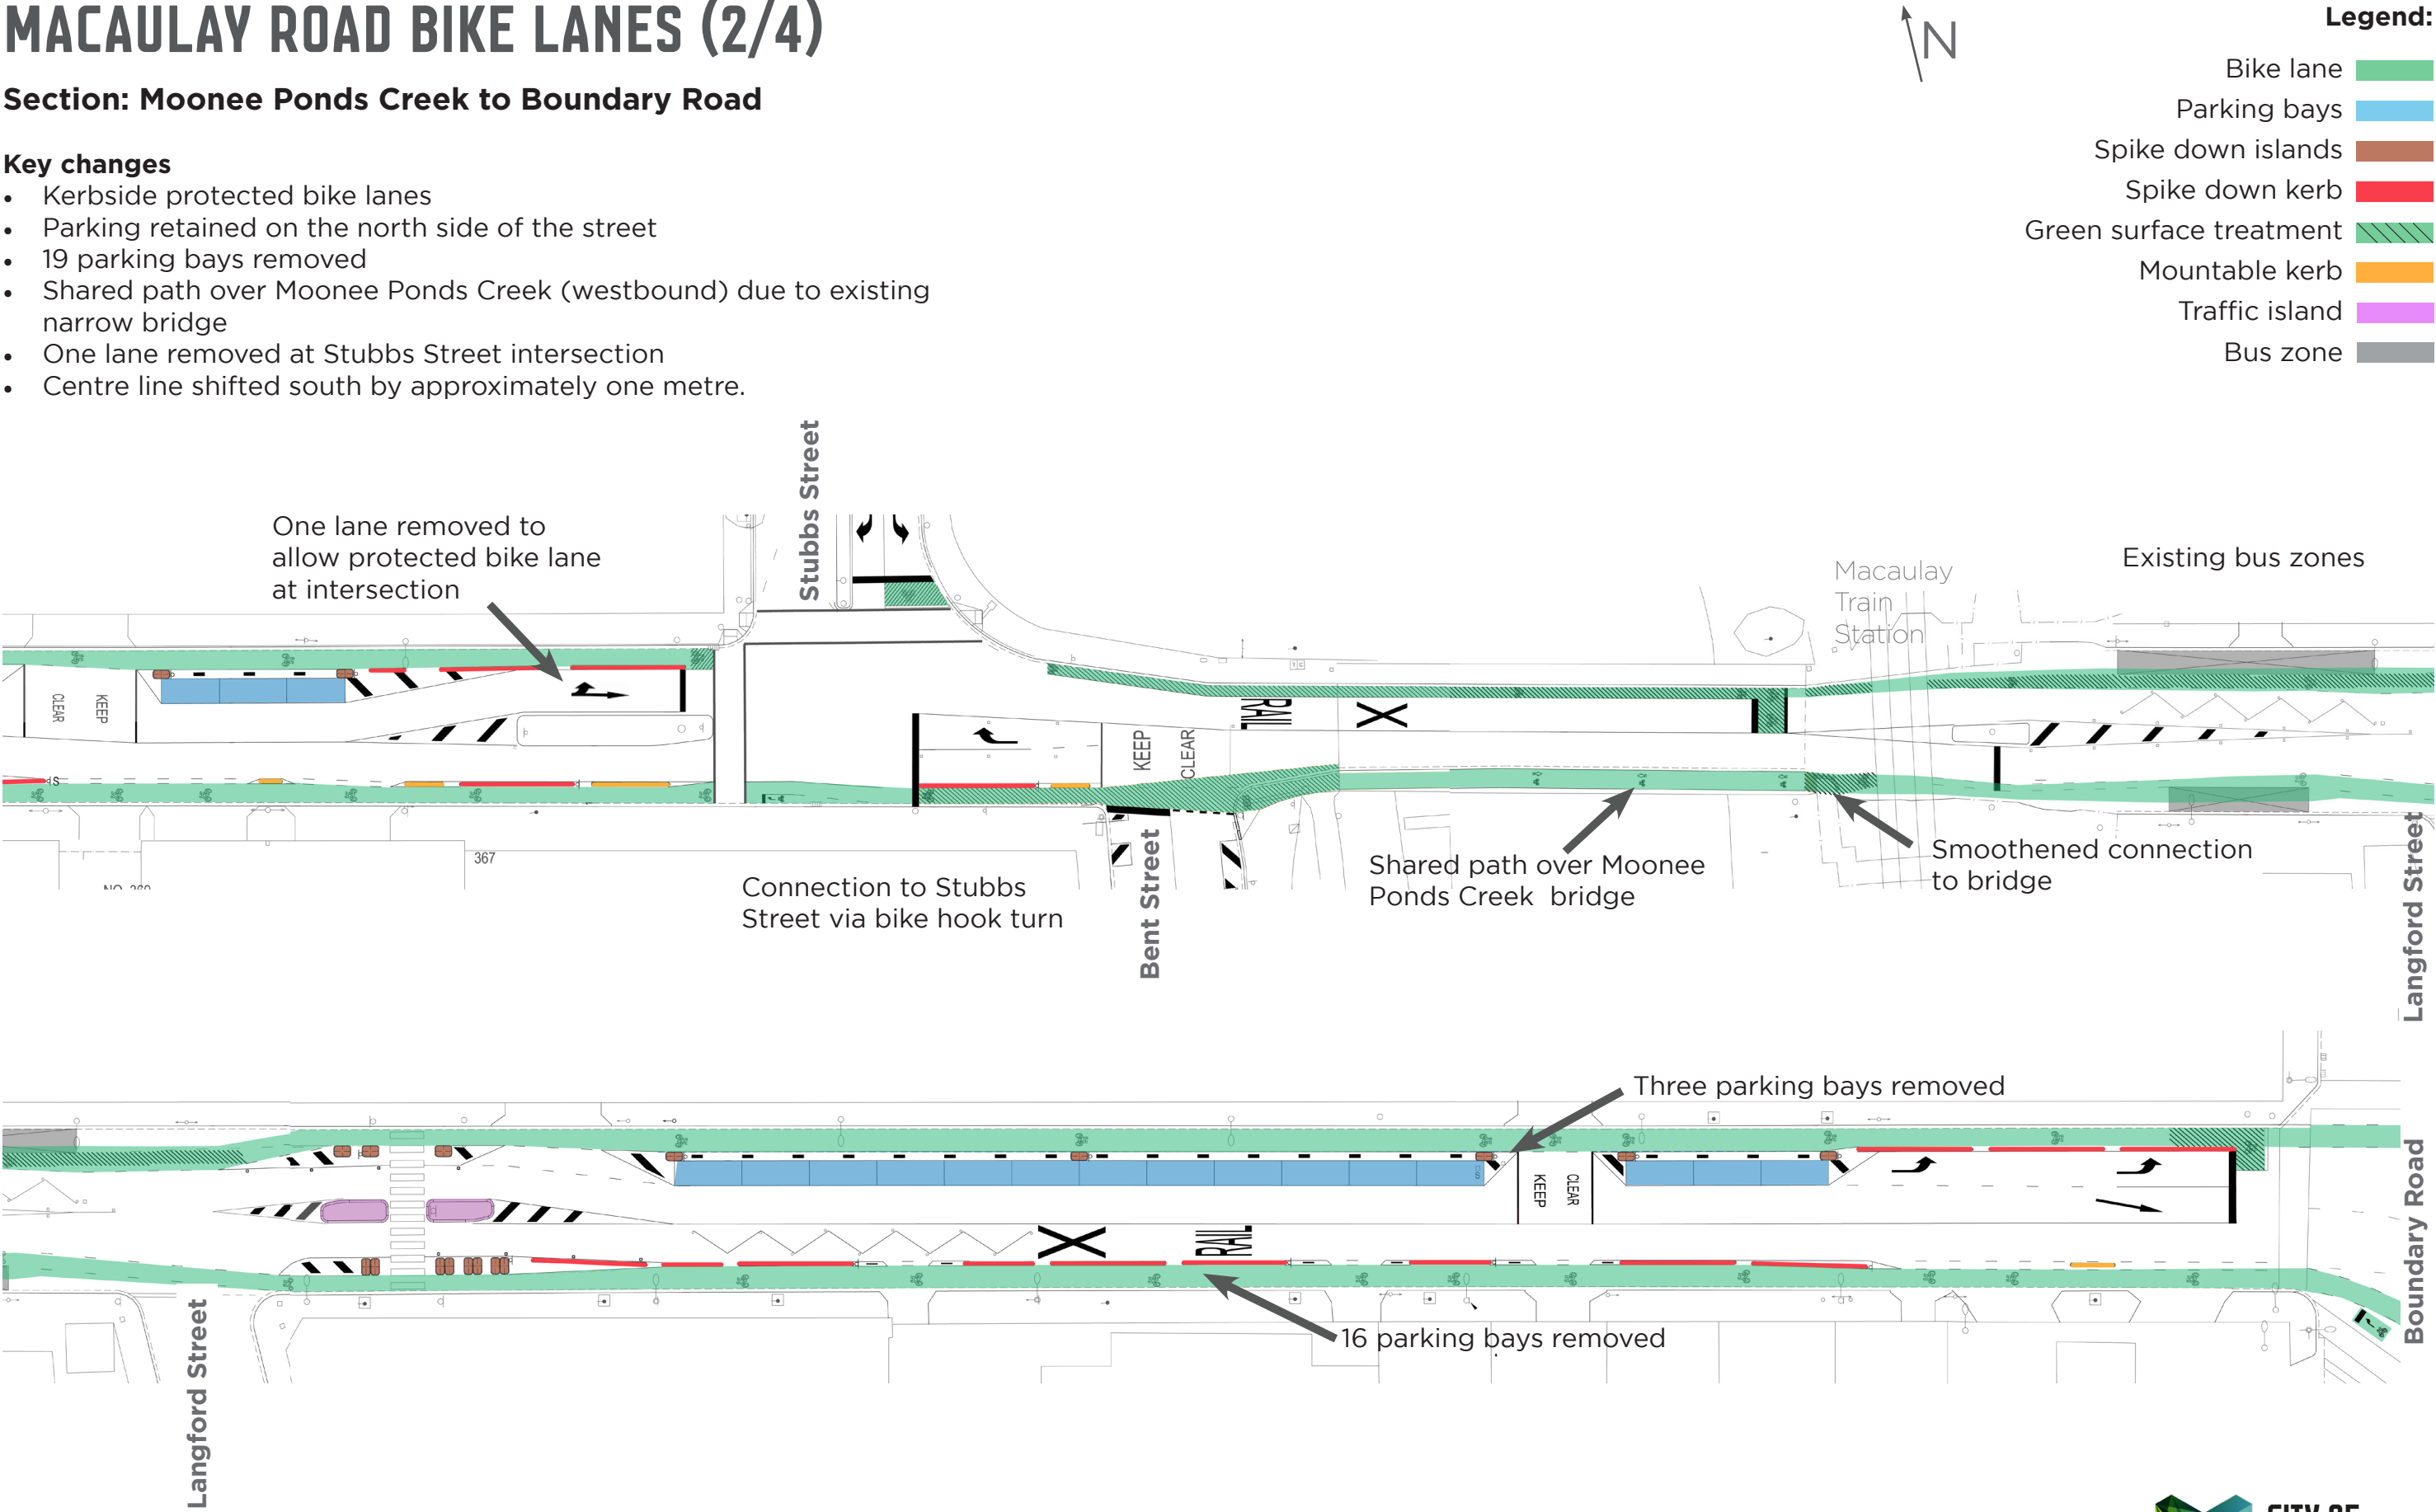 MACAULAY ROAD BIKE LANES (2/4)
Section: Moonee Ponds Creek to Boundary Road
Key changes
• Kerbside protected bike lanes
• Parking retained on the north side of the street
• 19 parking bays removed
• Shared path over Moonee Ponds Creek (westbound) due to existing
narrow bridge
• One lane removed at Stubbs Street intersection
• Centre line shifted south by approximately one metre.
N
Legend:
Bike lane
Parking bays
Spike down islands
Spike down kerb
Green surface treatment
Mountable kerb
Traffic island
Bus zone
One lane removed to
allow protected bike lane
at intersection
Stubbs Street
Macaulay
Train
Station
Existing bus zones
CLEAR
KEEP
RAIL
X
KEEP
CLEAR
S
367
Connection to Stubbs
Street via bike hook turn
Bent Street
Shared path over Moonee
Ponds Creek bridge
Smoothened connection
to bridge
Langford Street
Three parking bays removed
KEEP
CLEAR
X
RAIL
16 parking bays removed
Langford Street
Boundary Road